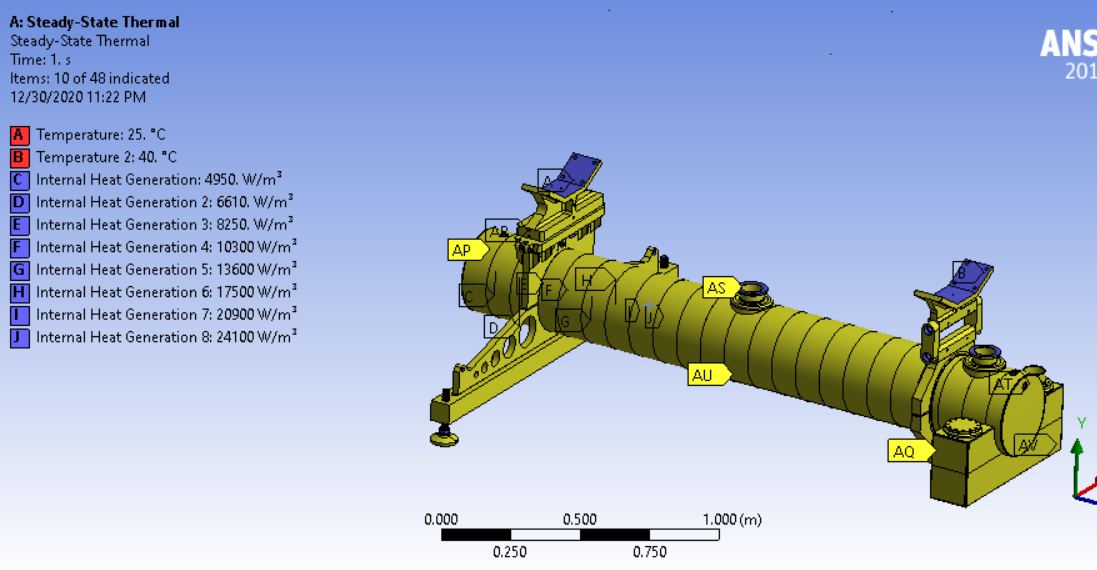 A: Steady-State Thermal
Steady-State Thermal
Time: 1. s
Items: 10 of 48 indicated
12/30/2020 11:22 PM
A Temperature: 25. °C
B Temperature 2: 40. °C
C Internal Heat Generation: 4950. W/m³
D Internal Heat Generation 2: 6610. W/m³
E Internal Heat Generation 3: 8250. W/m³
F Internal Heat Generation 4: 10300 W/m³
G Internal Heat Generation 5: 13600 W/m³
H Internal Heat Generation 6: 17500 W/m³
I Internal Heat Generation 7: 20900 W/m³
J Internal Heat Generation 8: 24100 W/m³
ANS
201
A
AP
C
D
E
F
G
H
I
J
AS
AU
B
AT
AQ
AV
Y
0.000 0.500 1.000 (m)
0.250 0.750